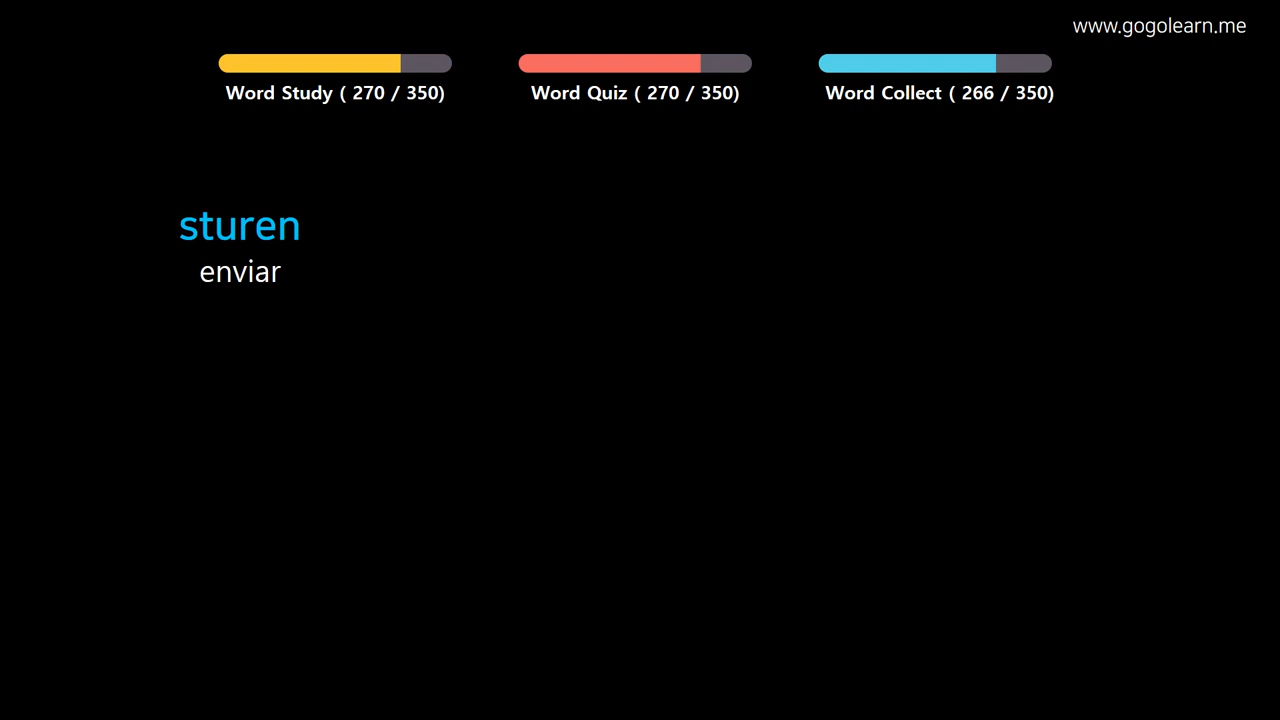 www.gogolearn.me
Word Study ( 270 / 350)
Word Quiz ( 270 / 350)
Word Collect ( 266 / 350)
sturen
enviar